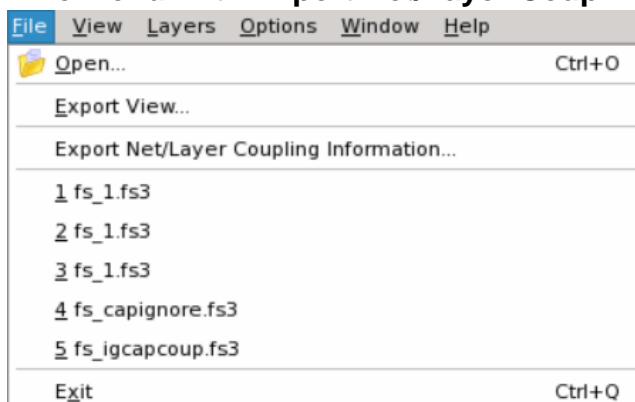 File View Layers Options Window Help
Open... Ctrl+O
Export View...
Export Net/Layer Coupling Information...
1 fs_1.fs3
2 fs_1.fs3
3 fs_1.fs3
4 fs_capignore.fs3
5 fs_igcapcoup.fs3
Exit Ctrl+Q